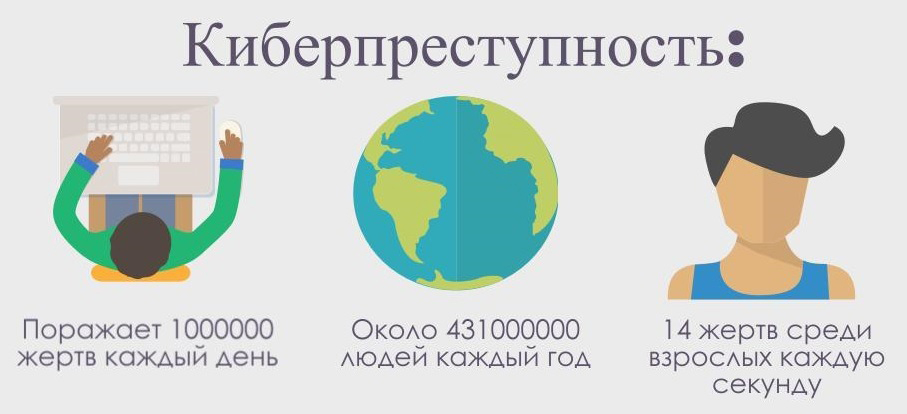 Киберпреступность:
Поражает 1000000
жертв каждый день
Около 431000000
людей каждый год
14 жертв среди
взрослых каждую
секунду